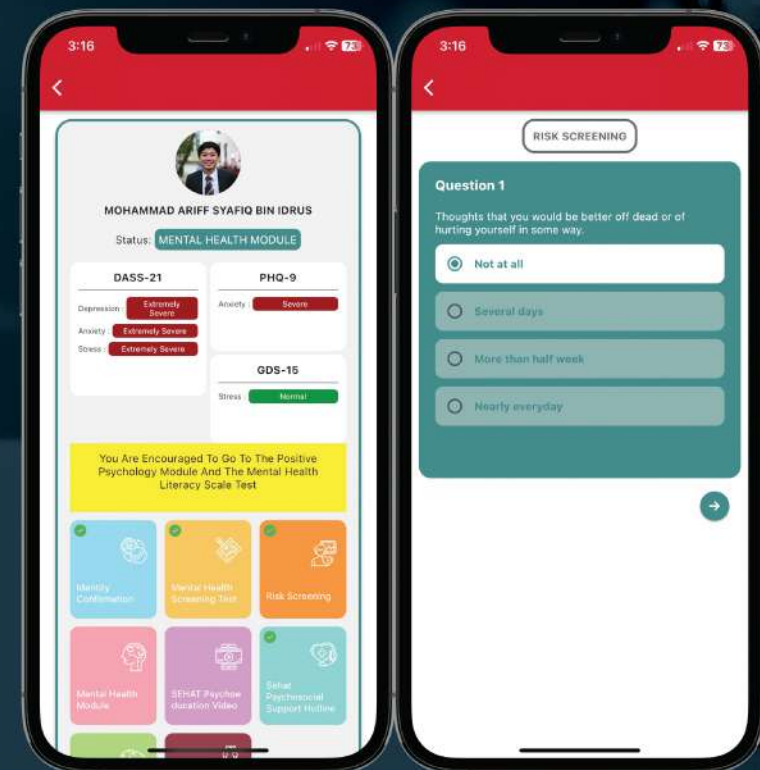 3:16
73
MOHAMMAD ARIFF SYAFIQ BIN IDRUS
Status: MENTAL HEALTH MODULE
DASS-21
Depression : Extremely
Severe
Anxiety : Extremely Severe
Stress : Extremely Severe
PHQ-9
Anxiety : Severe
GDS-15
Stress : Normal
You Are Encouraged To Go To The Positive
Psychology Module And The Mental Health
Literacy Scale Test
Identity
Confirmation
Mental Health
Screening Test
Risk Screening
Mental Health
Module
SEHAT Psychoe
ducation Video
Sehat
Psychosocial
Support Hotline
3:16
73
RISK SCREENING
Question 1
Thoughts that you would be better off dead or of
hurting yourself in some way.
Not at all
Several days
More than half week
Nearly everyday